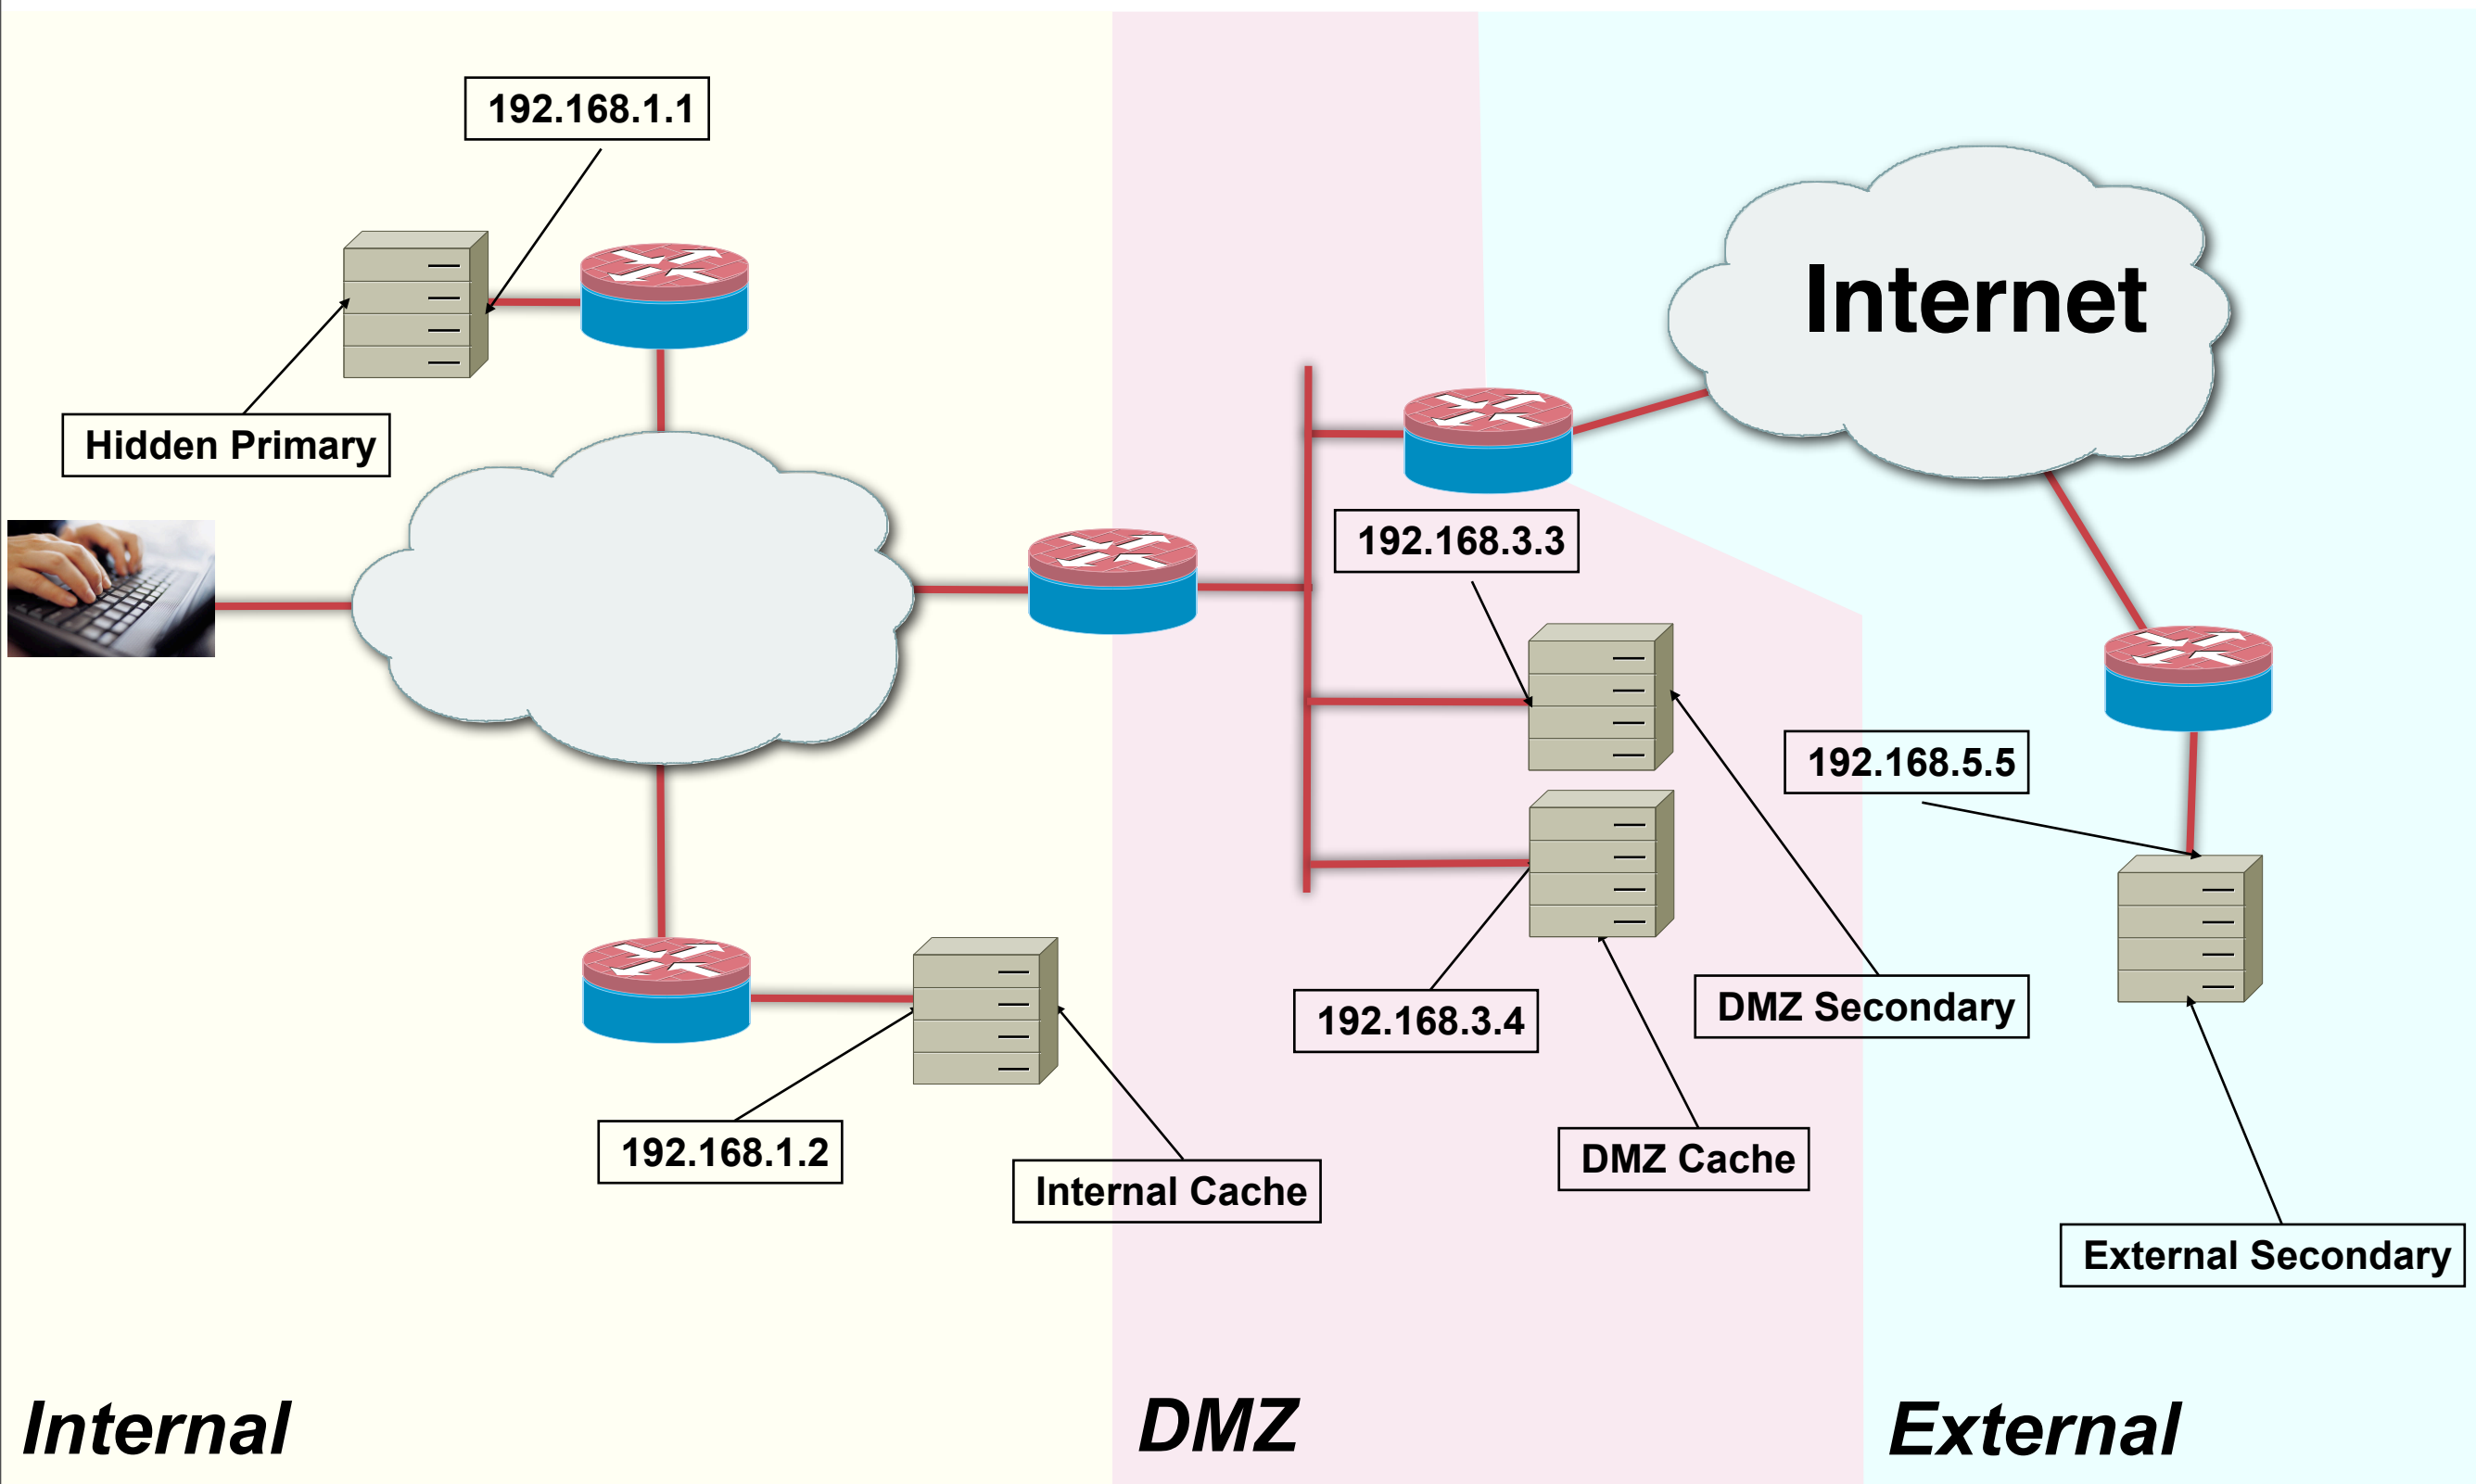 192.168.1.1
Internet
Hidden Primary
192.168.3.3
192.168.5.5
DMZ Secondary
192.168.3.4
192.168.1.2
DMZ Cache
Internal Cache
External Secondary
Internal
DMZ
External